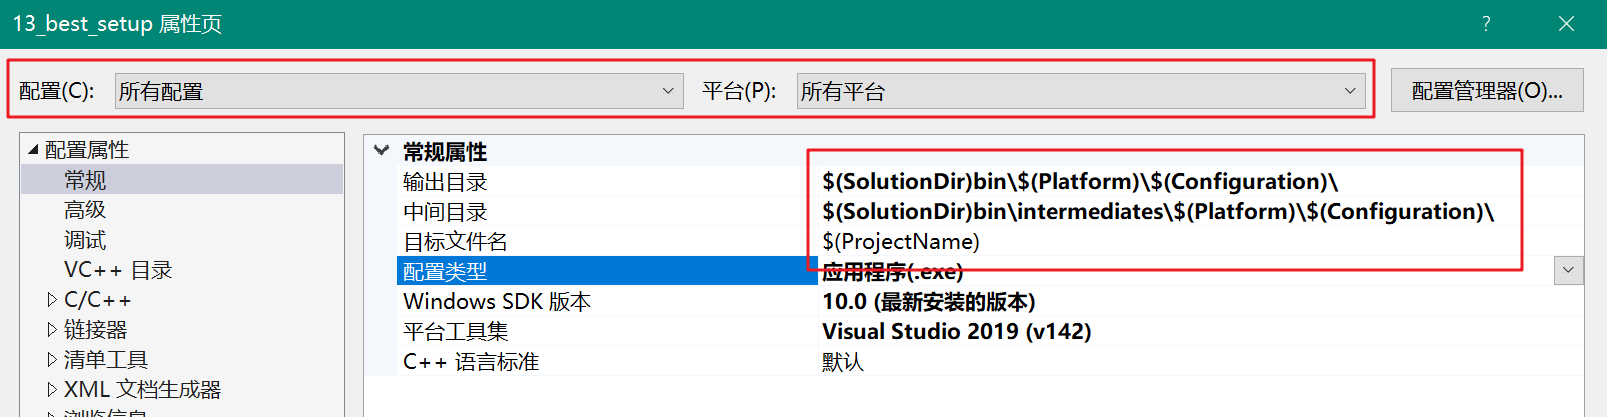 13_best_setup 属性页
配置(C): 所有配置 平台(P): 所有平台 配置管理器(O)...
配置属性
常规
高级
调试
VC++ 目录
C/C++
链接器
清单工具
XML 文档生成器
浏览信息
常规属性
输出目录 $(SolutionDir)bin\$(Platform)\$(Configuration)\
中间目录 $(SolutionDir)bin\intermediates\$(Platform)\$(Configuration)\
目标文件名 $(ProjectName)
配置类型 应用程序(.exe)
Windows SDK 版本 10.0 (最新安装的版本)
平台工具集 Visual Studio 2019 (v142)
C++ 语言标准 默认